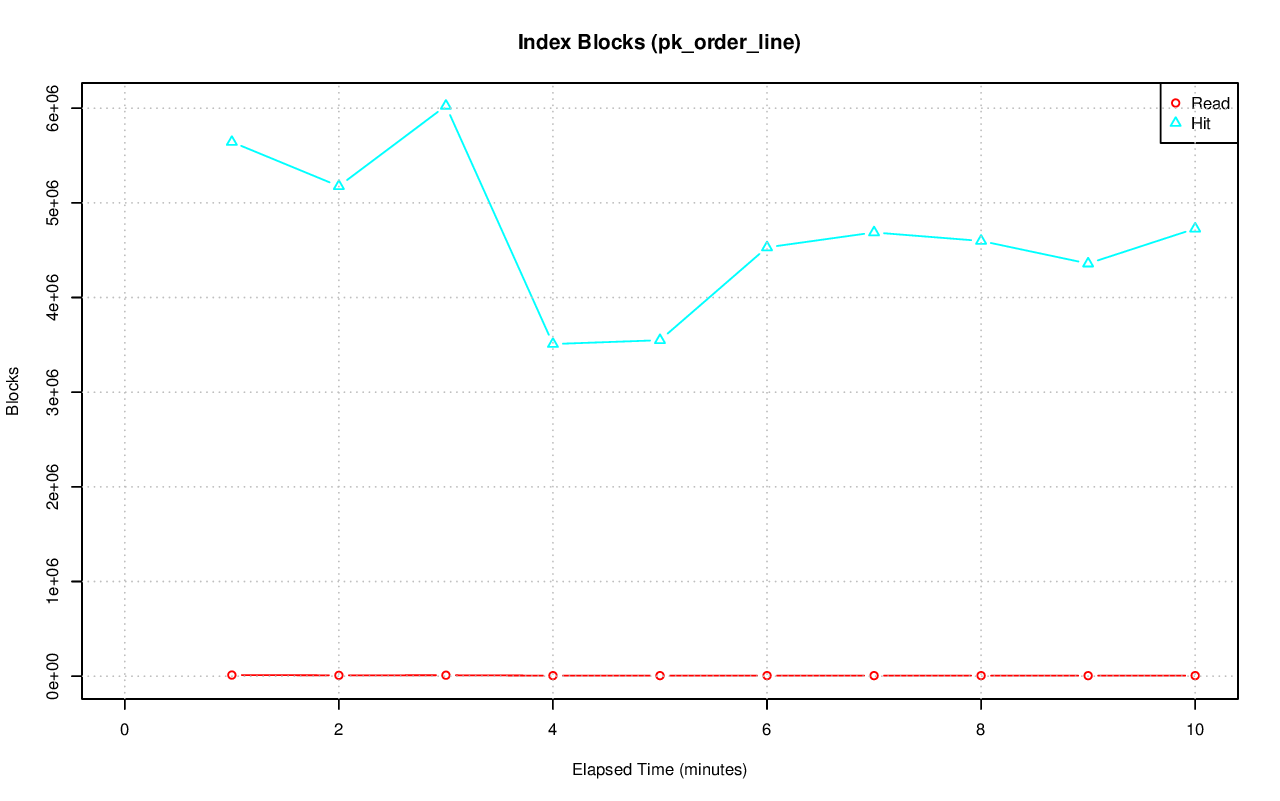 Index Blocks (pk_order_line)
Read
Hit
6e+06
5e+06
4e+06
3e+06
2e+06
1e+06
0e+00
Blocks
0 2 4 6 8 10
Elapsed Time (minutes)